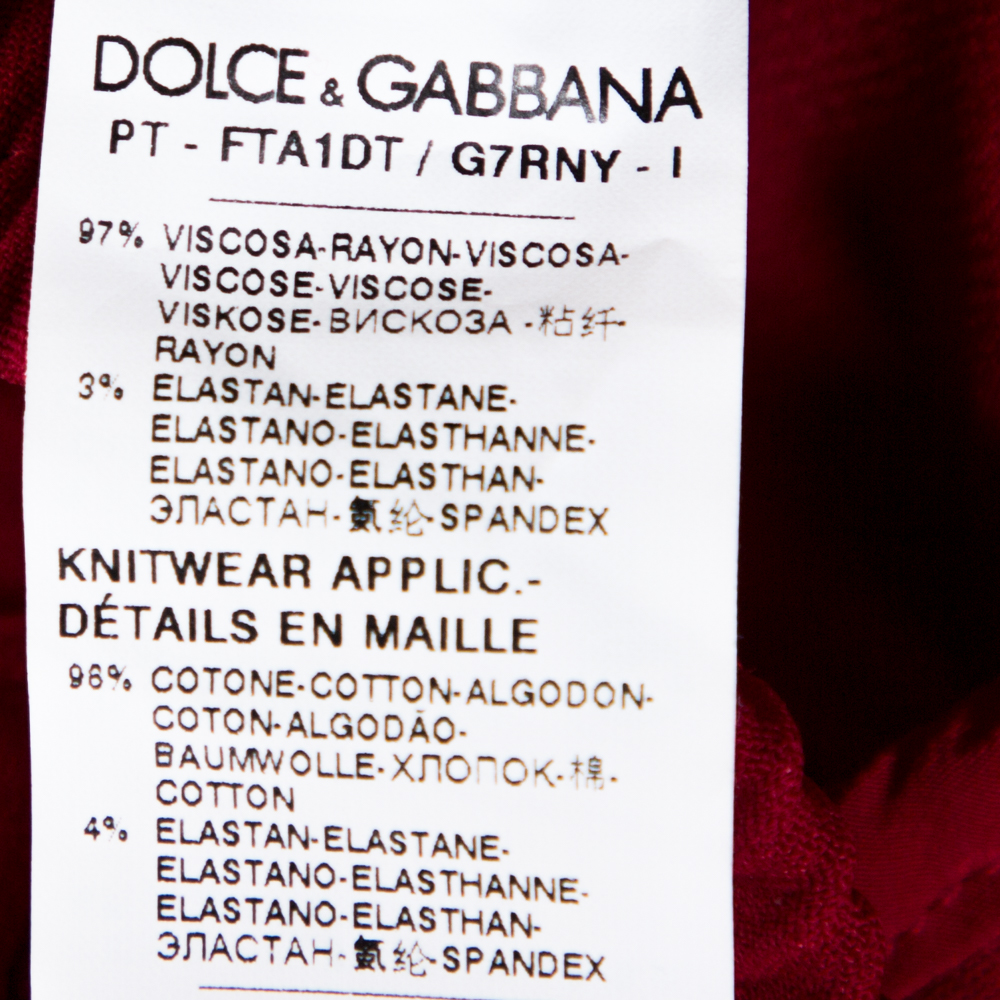 DOLCE & GABBANA
PT - FTA1DT / G7RNY - I
97% VISCOSA-RAYON-VISCOSA-
VISCOSE-VISCOSE-
VISKOSE-ВИСКОЗА -粘纤-
RAYON
3% ELASTAN-ELASTANE-
ELASTANO-ELASTHANNE-
ELASTANO-ELASTHAN-
ЭЛАСТАН-氨纶-SPANDEX
KNITWEAR APPLIC.-
DÉTAILS EN MAILLE
96% COTONE-COTTON-ALGODON-
COTON-ALGODÃO-
BAUMWOLLE-ХЛОПОК-棉-
COTTON
4% ELASTAN-ELASTANE-
ELASTANO-ELASTHANNE-
ELASTANO-ELASTHAN-
ЭЛАСТАН-氨纶-SPANDEX